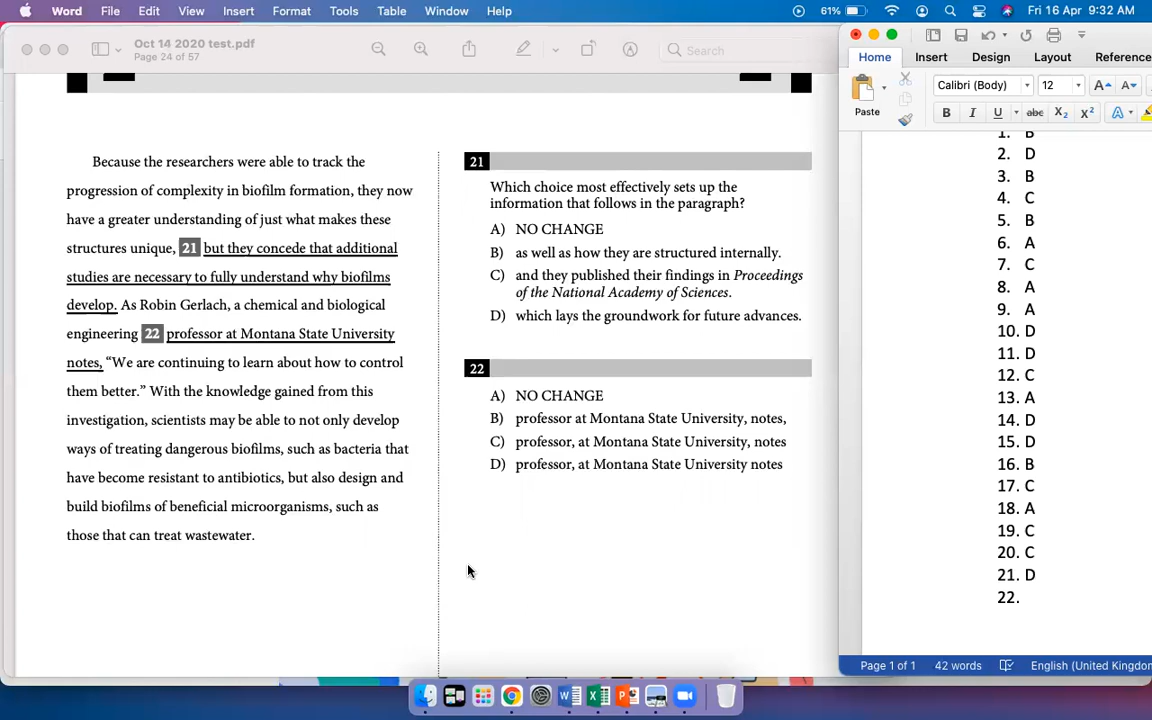 Word File Edit View Insert Format Tools Table Window Help 61% Fri 16 Apr 9:32 AM
Oct 14 2020 test.pdf
Page 24 of 57
Search
Home Insert Design Layout Reference
Paste
Calibri (Body) 12
B I U abc X2 X2 A
Because the researchers were able to track the
progression of complexity in biofilm formation, they now
have a greater understanding of just what makes these
structures unique, 21 but they concede that additional
studies are necessary to fully understand why biofilms
develop. As Robin Gerlach, a chemical and biological
engineering 22 professor at Montana State University
notes, “We are continuing to learn about how to control
them better.” With the knowledge gained from this
investigation, scientists may be able to not only develop
ways of treating dangerous biofilms, such as bacteria that
have become resistant to antibiotics, but also design and
build biofilms of beneficial microorganisms, such as
those that can treat wastewater.
21
Which choice most effectively sets up the
information that follows in the paragraph?
A) NO CHANGE
B) as well as how they are structured internally.
C) and they published their findings in Proceedings
of the National Academy of Sciences.
D) which lays the groundwork for future advances.
22
A) NO CHANGE
B) professor at Montana State University, notes,
C) professor, at Montana State University, notes
D) professor, at Montana State University notes
1. B
2. D
3. B
4. C
5. B
6. A
7. C
8. A
9. A
10. D
11. D
12. C
13. A
14. D
15. D
16. B
17. C
18. A
19. C
20. C
21. D
22.
Page 1 of 1 42 words English (United Kingdo